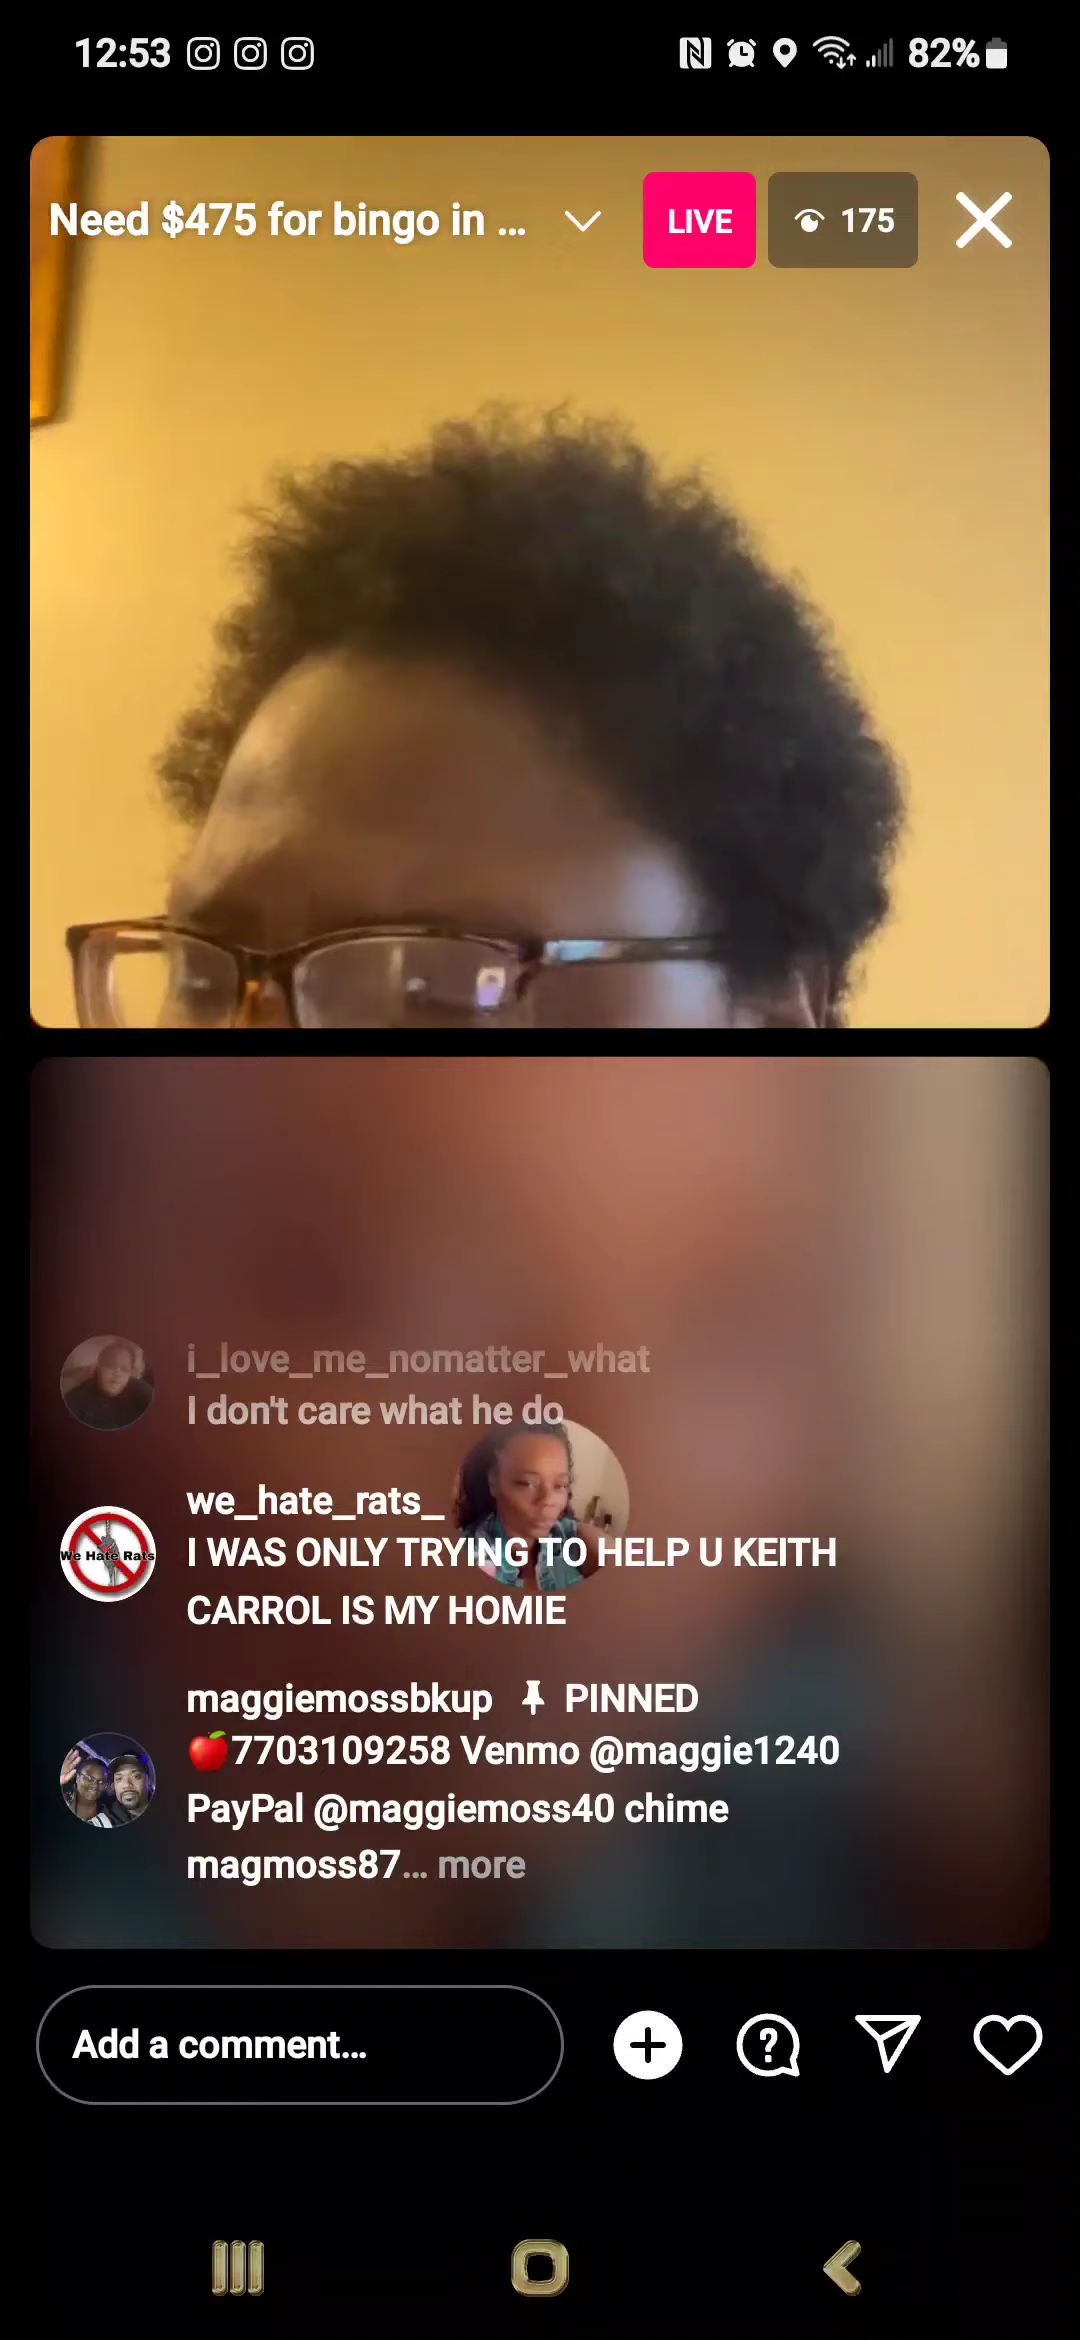 12:53
82%
Need $475 for bingo in ...
LIVE
175
i_love_me_nomatter_what
I don't care what he do
we_hate_rats_
We Hate Rats
I WAS ONLY TRYING TO HELP U KEITH
CARROL IS MY HOMIE
maggiemossbkup PINNED
🍎7703109258 Venmo @maggie1240
PayPal @maggiemoss40 chime
magmoss87... more
Add a comment...